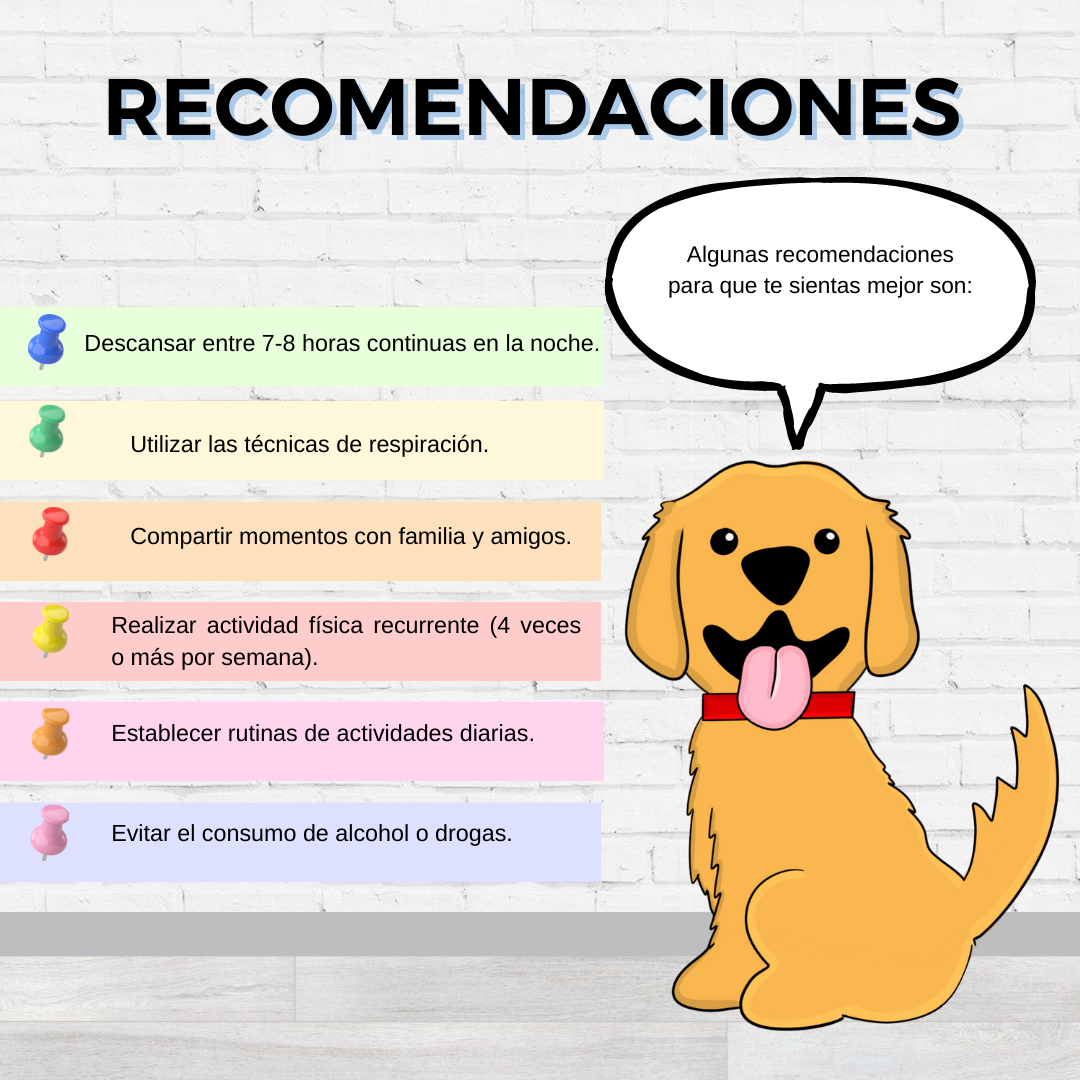 RECOMENDACIONES
Algunas recomendaciones
para que te sientas mejor son:
Descansar entre 7-8 horas continuas en la noche.
Utilizar las técnicas de respiración.
Compartir momentos con familia y amigos.
Realizar actividad física recurrente (4 veces
o más por semana).
Establecer rutinas de actividades diarias.
Evitar el consumo de alcohol o drogas.